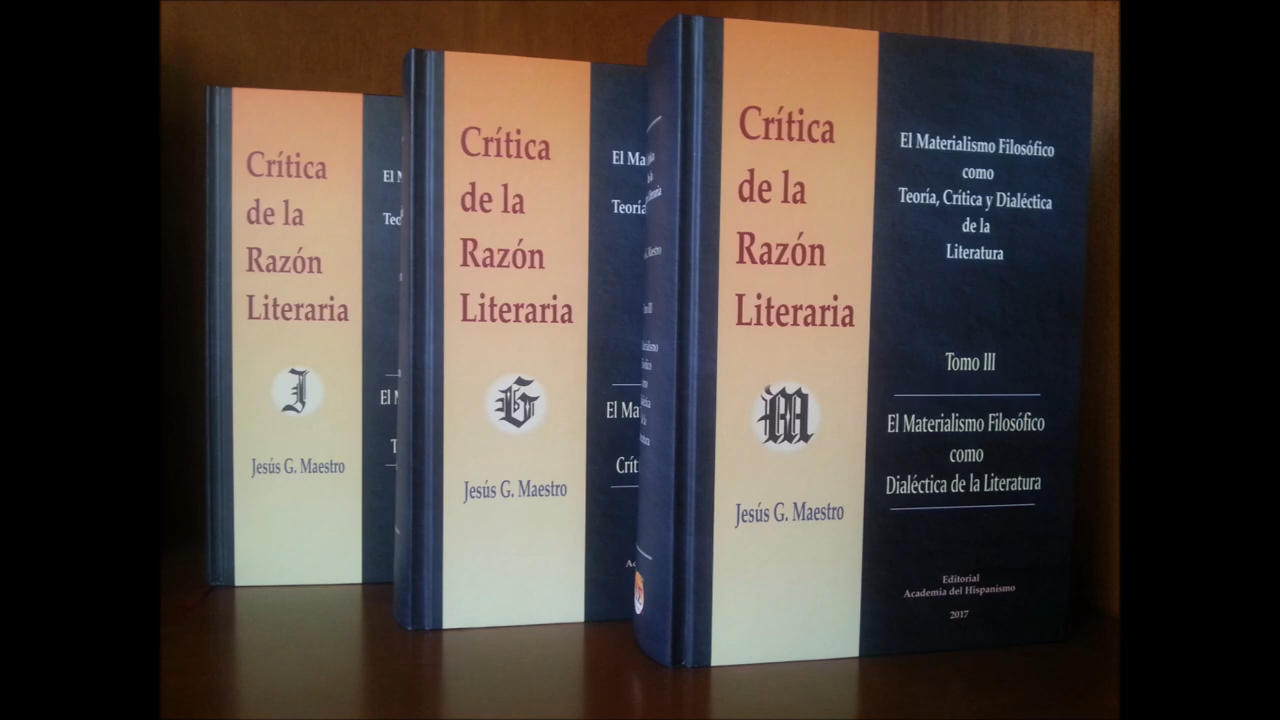 Crítica
de la
Razón
Literaria
J
Jesús G. Maestro
Crítica
de la
Razón
Literaria
G
Jesús G. Maestro
Crítica
de la
Razón
Literaria
M
Jesús G. Maestro
El Materialismo Filosófico
como
Teoría, Crítica y Dialéctica
de la
Literatura
Tomo III
El Materialismo Filosófico
como
Dialéctica de la Literatura
Editorial
Academia del Hispanismo
2017